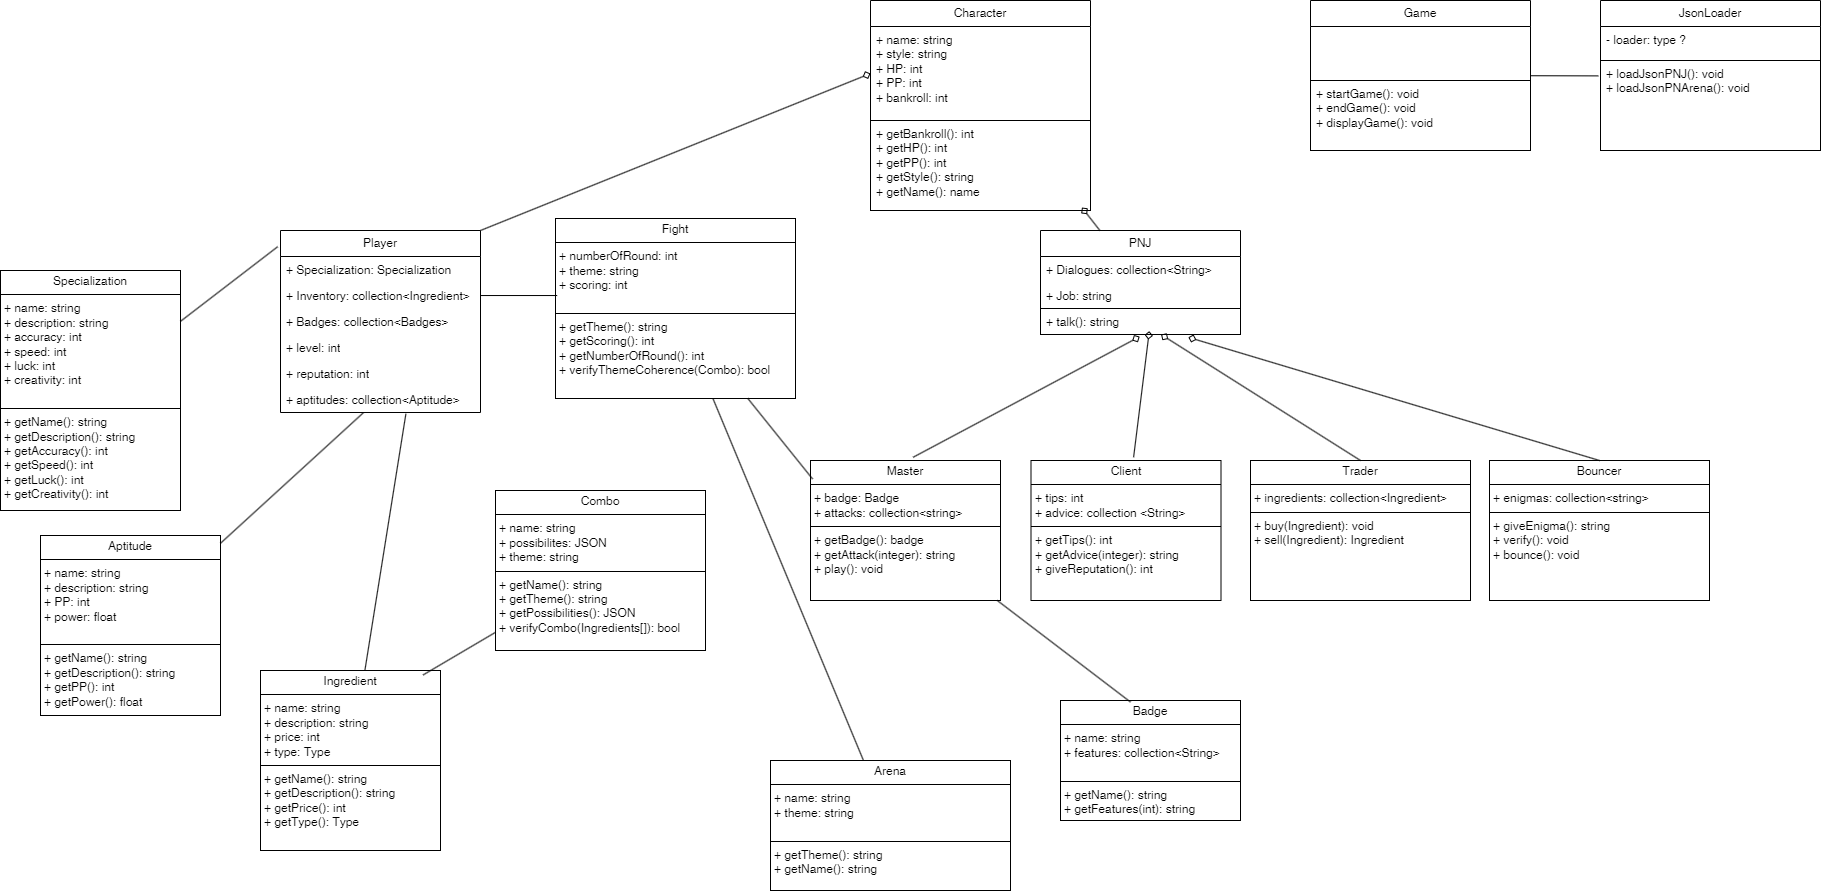 Character
+ name: string
+ style: string
+ HP: int
+ PP: int
+ bankroll: int
+ getBankroll(): int
+ getHP(): int
+ getPP(): int
+ getStyle(): string
+ getName(): name
Game
+ startGame(): void
+ endGame(): void
+ displayGame(): void
JsonLoader
- loader: type ?
+ loadJsonPNJ(): void
+ loadJsonPNArena(): void
Specialization
+ name: string
+ description: string
+ accuracy: int
+ speed: int
+ luck: int
+ creativity: int
+ getName(): string
+ getDescription(): string
+ getAccuracy(): int
+ getSpeed(): int
+ getLuck(): int
+ getCreativity(): int
Player
+ Specialization: Specialization
+ Inventory: collection<Ingredient>
+ Badges: collection<Badges>
+ level: int
+ reputation: int
+ aptitudes: collection<Aptitude>
Fight
+ numberOfRound: int
+ theme: string
+ scoring: int
+ getTheme(): string
+ getScoring(): int
+ getNumberOfRound(): int
+ verifyThemeCoherence(Combo): bool
PNJ
+ Dialogues: collection<String>
+ Job: string
+ talk(): string
Master
+ badge: Badge
+ attacks: collection<string>
+ getBadge(): badge
+ getAttack(integer): string
+ play(): void
Client
+ tips: int
+ advice: collection <String>
+ getTips(): int
+ getAdvice(integer): string
+ giveReputation(): int
Trader
+ ingredients: collection<Ingredient>
+ buy(Ingredient): void
+ sell(Ingredient): Ingredient
Bouncer
+ enigmas: collection<string>
+ giveEnigma(): string
+ verify(): void
+ bounce(): void
Aptitude
+ name: string
+ description: string
+ PP: int
+ power: float
+ getName(): string
+ getDescription(): string
+ getPP(): int
+ getPower(): float
Combo
+ name: string
+ possibilites: JSON
+ theme: string
+ getName(): string
+ getTheme(): string
+ getPossibilities(): JSON
+ verifyCombo(Ingredients[]): bool
Ingredient
+ name: string
+ description: string
+ price: int
+ type: Type
+ getName(): string
+ getDescription(): string
+ getPrice(): int
+ getType(): Type
Arena
+ name: string
+ theme: string
+ getTheme(): string
+ getName(): string
Badge
+ name: string
+ features: collection<String>
+ getName(): string
+ getFeatures(int): string